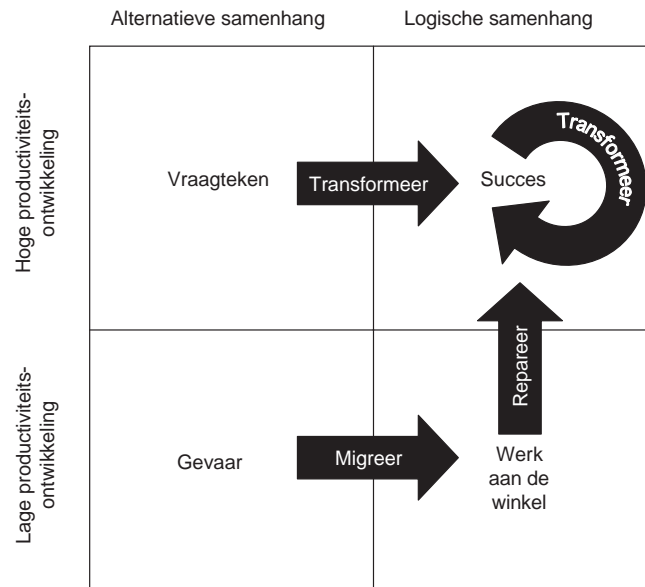 Alternatieve samenhang
Logische samenhang
Hoge productiviteits-
ontwikkeling
Vraagteken
Transformeer
Succes
Transformeer
Repareer
Lage productiviteits-
ontwikkeling
Gevaar
Migreer
Werk
aan de
winkel